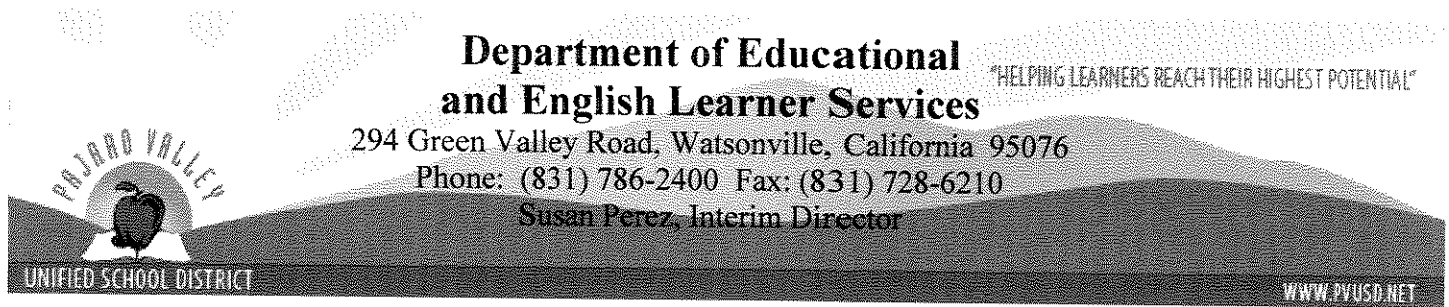 Department of Educational
and English Learner Services
"HELPING LEARNERS REACH THEIR HIGHEST POTENTIAL"
294 Green Valley Road, Watsonville, California 95076
Phone: (831) 786-2400 Fax: (831) 728-6210
Susan Perez, Interim Director
PAJARO VALLEY
UNIFIED SCHOOL DISTRICT
WWW.PVUSD.NET